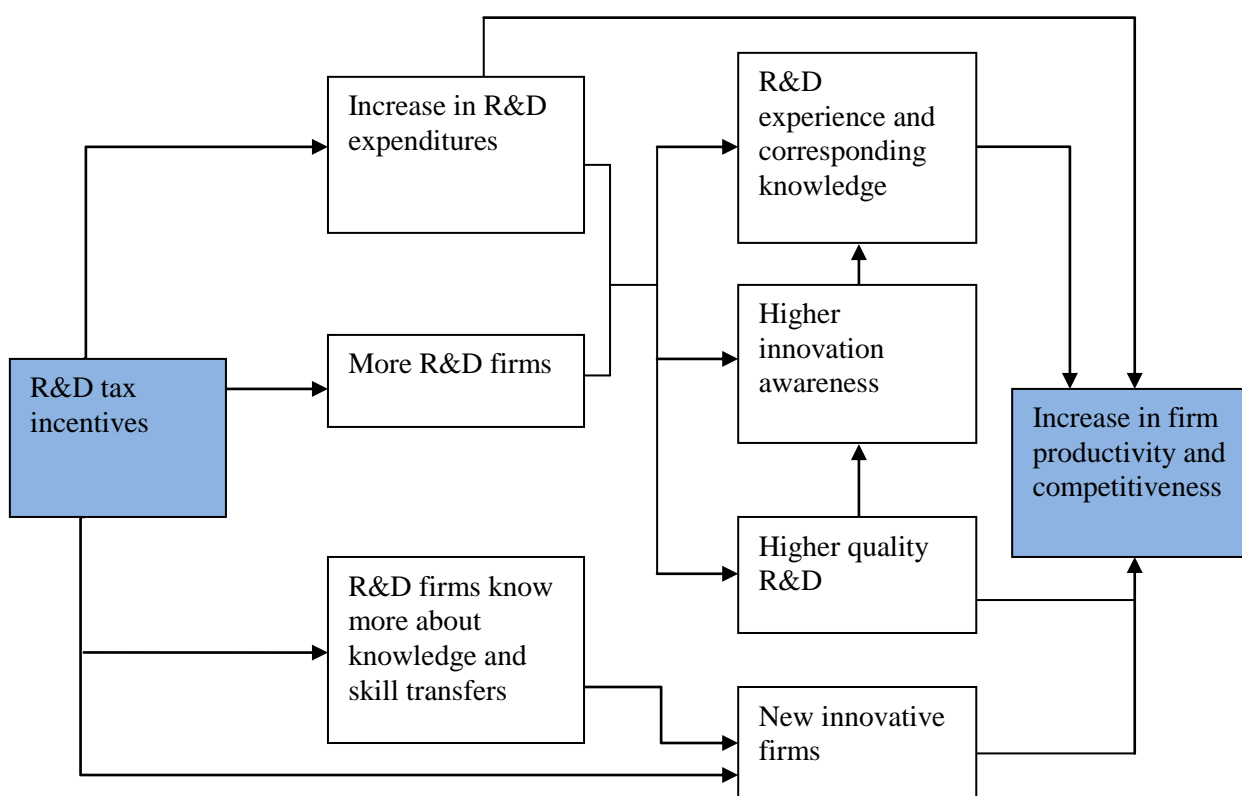 Increase in R&D
expenditures
R&D
experience and
corresponding
knowledge
More R&D firms
Higher
innovation
awareness
R&D tax
incentives
Increase in firm
productivity and
competitiveness
R&D firms know
more about
knowledge and
skill transfers
Higher quality
R&D
New innovative
firms